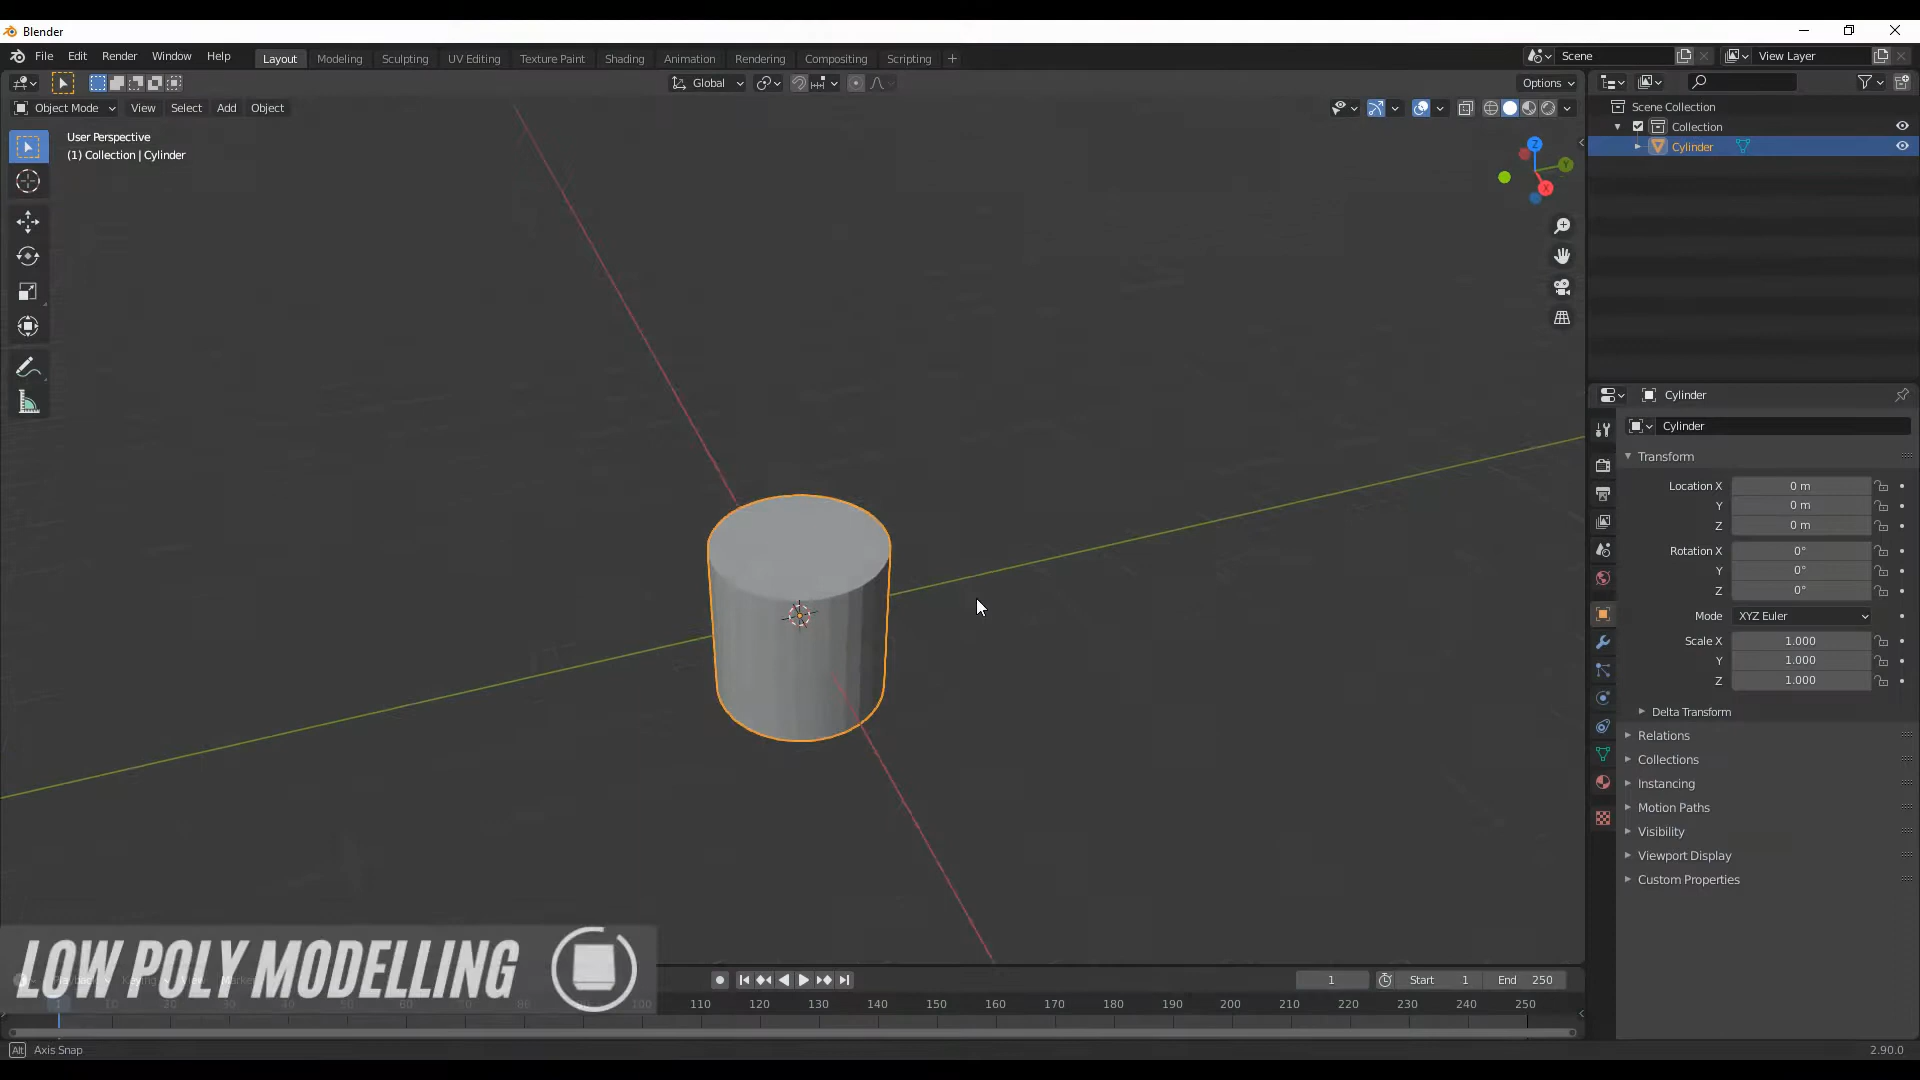 Blender
File Edit Render Window Help
Layout Modeling Sculpting UV Editing Texture Paint Shading Animation Rendering Compositing Scripting +
Scene
View Layer
Global
Options
Object Mode View Select Add Object
User Perspective
(1) Collection | Cylinder
Z
Y
X
Scene Collection
Collection
Cylinder
Cylinder
Cylinder
Transform
Location X 0 m
Y 0 m
Z 0 m
Rotation X 0°
Y 0°
Z 0°
Mode XYZ Euler
Scale X 1.000
Y 1.000
Z 1.000
Delta Transform
Relations
Collections
Instancing
Motion Paths
Visibility
Viewport Display
Custom Properties
LOW POLY MODELLING
1 Start 1 End 250
110 120 130 140 150 160 170 180 190 200 210 220 230 240 250
Alt Axis Snap
2.90.0